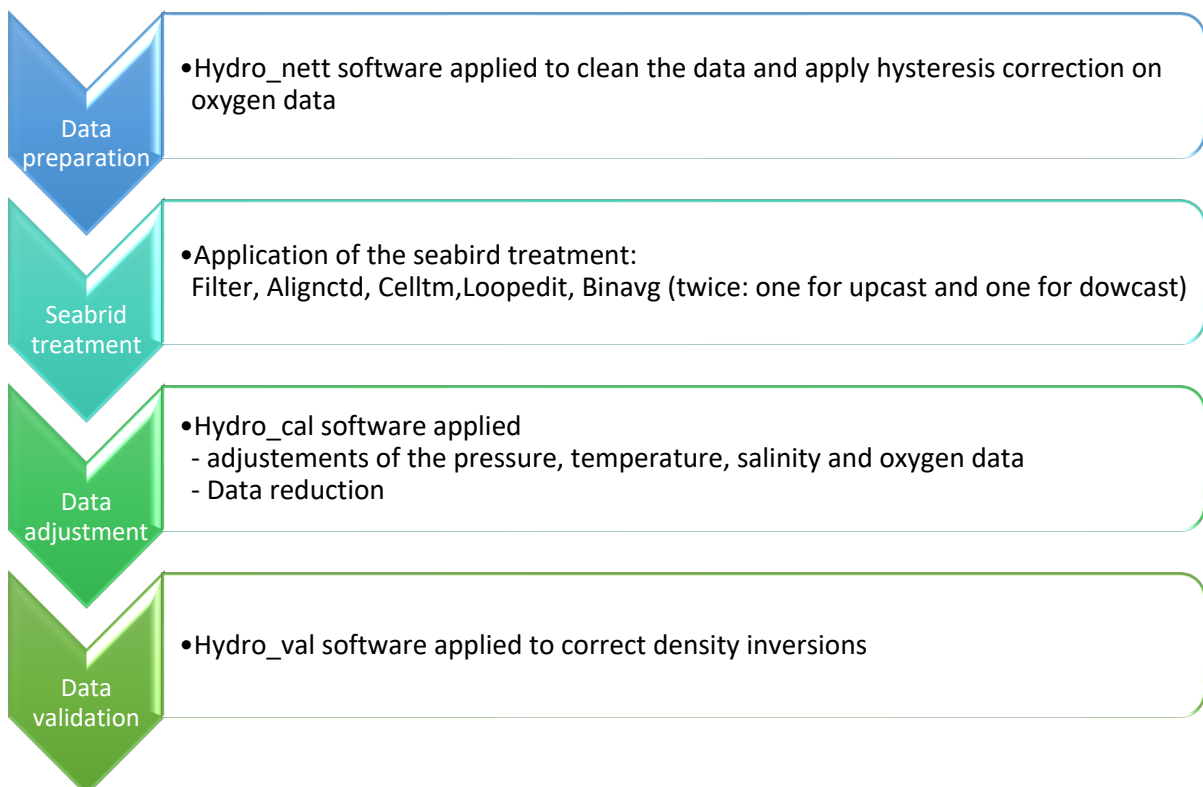 Data
preparation
•Hydro_nett software applied to clean the data and apply hysteresis correction on
oxygen data
Seabrid
treatment
•Application of the seabird treatment:
Filter, Alignctd, Celltm,Loopedit, Binavg (twice: one for upcast and one for dowcast)
Data
adjustment
•Hydro_cal software applied
- adjustements of the pressure, temperature, salinity and oxygen data
- Data reduction
Data
validation
•Hydro_val software applied to correct density inversions